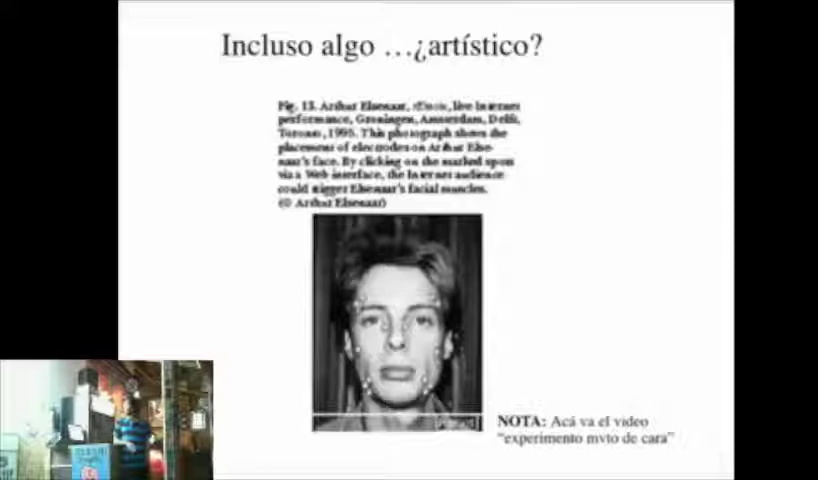 Incluso algo …¿artístico?
Fig. 13. Arthur Elsenaar, live Internet
performance, Groningen, Amsterdam, Delft,
Toronto, 1995. This photograph shows the
placement of electrodes on Arthur Else-
naar's face. By clicking on the marked spots
via a Web interface, the Internet audience
could trigger Elsenaar's facial muscles.
(© Arthur Elsenaar)
NOTA: Acá va el video
“experimento mvto de cara”